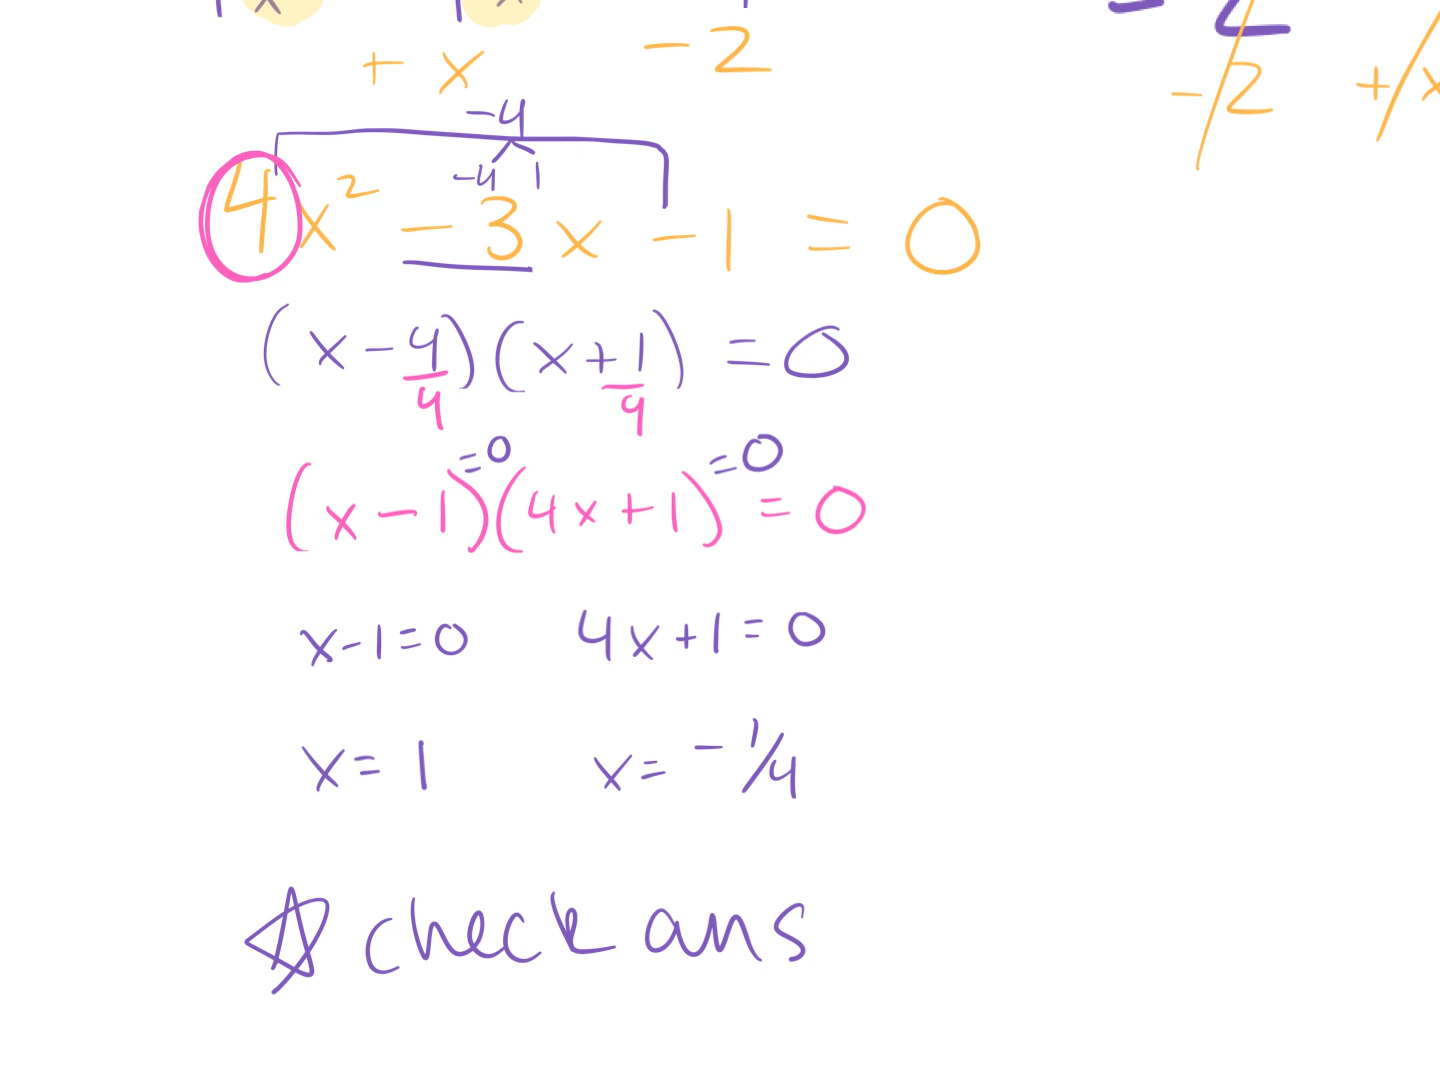 + x - 2
- 2 + x
-4
-4 1
4x² - 3x - 1 = 0
(x - 4/4)(x + 1/4) = 0
= 0 = 0
(x - 1)(4x + 1) = 0
x - 1 = 0 4x + 1 = 0
x = 1 x = - 1/4
☆ check ans